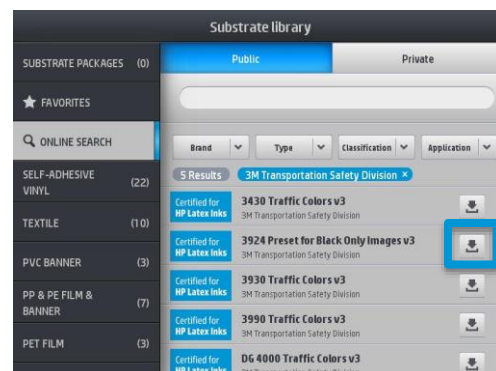 Substrate library
SUBSTRATE PACKAGES (0)
Public
Private
FAVORITES
ONLINE SEARCH
Brand
Type
Classification
Application
SELF-ADHESIVE VINYL (22)
5 Results
3M Transportation Safety Division ×
TEXTILE (10)
PVC BANNER (3)
PP & PE FILM & BANNER (7)
PET FILM (3)
Certified for HP Latex Inks
3430 Traffic Colors v3
3M Transportation Safety Division
Certified for HP Latex Inks
3924 Preset for Black Only Images v3
3M Transportation Safety Division
Certified for HP Latex Inks
3930 Traffic Colors v3
3M Transportation Safety Division
Certified for HP Latex Inks
3990 Traffic Colors v3
3M Transportation Safety Division
Certified for HP Latex Inks
DG 4000 Traffic Colors v3
3M Transportation Safety Division